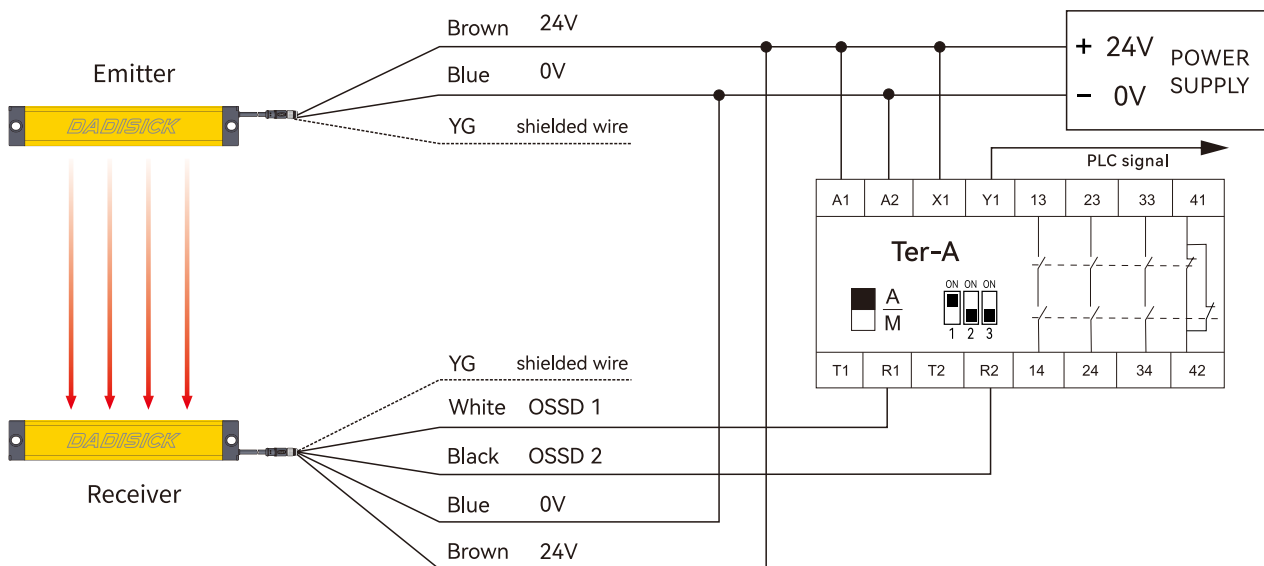 Brown 24V
Emitter
Blue 0V
YG shielded wire
DADISICK
+ 24V
- 0V
POWER
SUPPLY
PLC signal
A1 A2 X1 Y1 13 23 33 41
Ter-A
A
M
ON ON ON
1 2 3
T1 R1 T2 R2 14 24 34 42
YG shielded wire
White OSSD 1
DADISICK
Black OSSD 2
Receiver
Blue 0V
Brown 24V